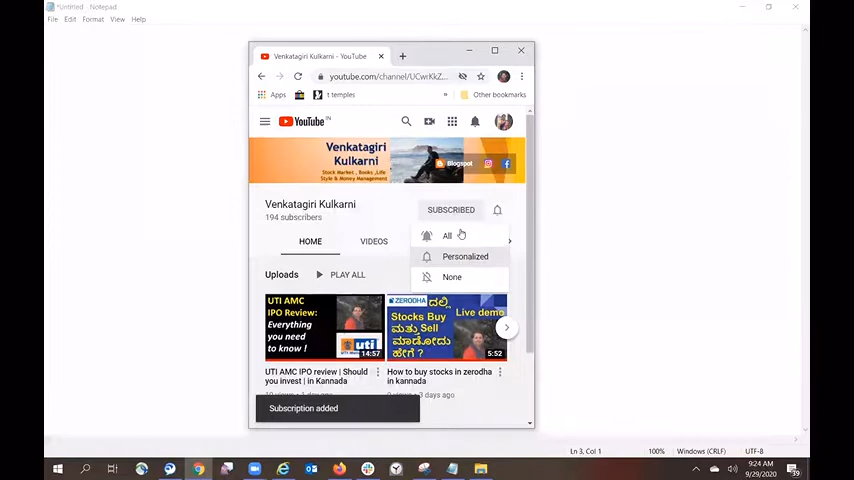 *Untitled - Notepad
File Edit Format View Help
Venkatagiri Kulkarni - YouTube
youtube.com/channel/UCwrKkZ...
Apps
t temples
»
Other bookmarks
YouTube IN
Venkatagiri
Kulkarni
Stock Market , Books ,Life
Style & Money Management
Blogspot
Venkatagiri Kulkarni
194 subscribers
SUBSCRIBED
All
Personalized
None
HOME
VIDEOS
Uploads
PLAY ALL
UTI AMC
IPO Review:
Everything
you need
to know !
uti
14:57
ZERODHA ದಲ್ಲಿ
Stocks Buy
ಮತ್ತು Sell
ಮಾಡೋದು
ಹೇಗೆ ?
Live demo
5:52
UTI AMC IPO review | Should
you invest | in Kannada
How to buy stocks in zerodha
in kannada
3 days ago
Subscription added
Ln 3, Col 1
100%
Windows (CRLF)
UTF-8
9:24 AM
9/29/2020